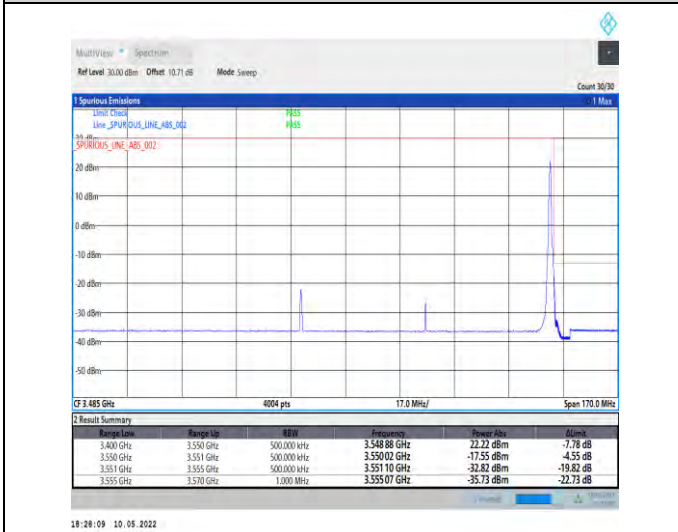 MultiView Spectrum
Ref Level 30.00 dBm Offset 10.71 dB Mode Sweep
Count 30/30
1 Spurious Emissions 1 Max
Limit Check PASS
Line _SPURIOUS_LINE_ABS_002 PASS
30 dBm
_SPURIOUS_LINE_ABS_002
20 dBm
10 dBm
0 dBm
-10 dBm
-20 dBm
-30 dBm
-40 dBm
-50 dBm
CF 3.485 GHz 4004 pts 17.0 MHz/ Span 170.0 MHz
2 Result Summary
Range Low Range Up RBW Frequency Power Abs ΔLimit
3.400 GHz 3.550 GHz 500.000 kHz 3.548 88 GHz 22.22 dBm -7.78 dB
3.550 GHz 3.551 GHz 500.000 kHz 3.550 02 GHz -17.55 dBm -4.55 dB
3.551 GHz 3.555 GHz 500.000 kHz 3.551 10 GHz -32.82 dBm -19.82 dB
3.555 GHz 3.570 GHz 1.000 MHz 3.555 07 GHz -35.73 dBm -22.73 dB
18:28:09 10.05.2022